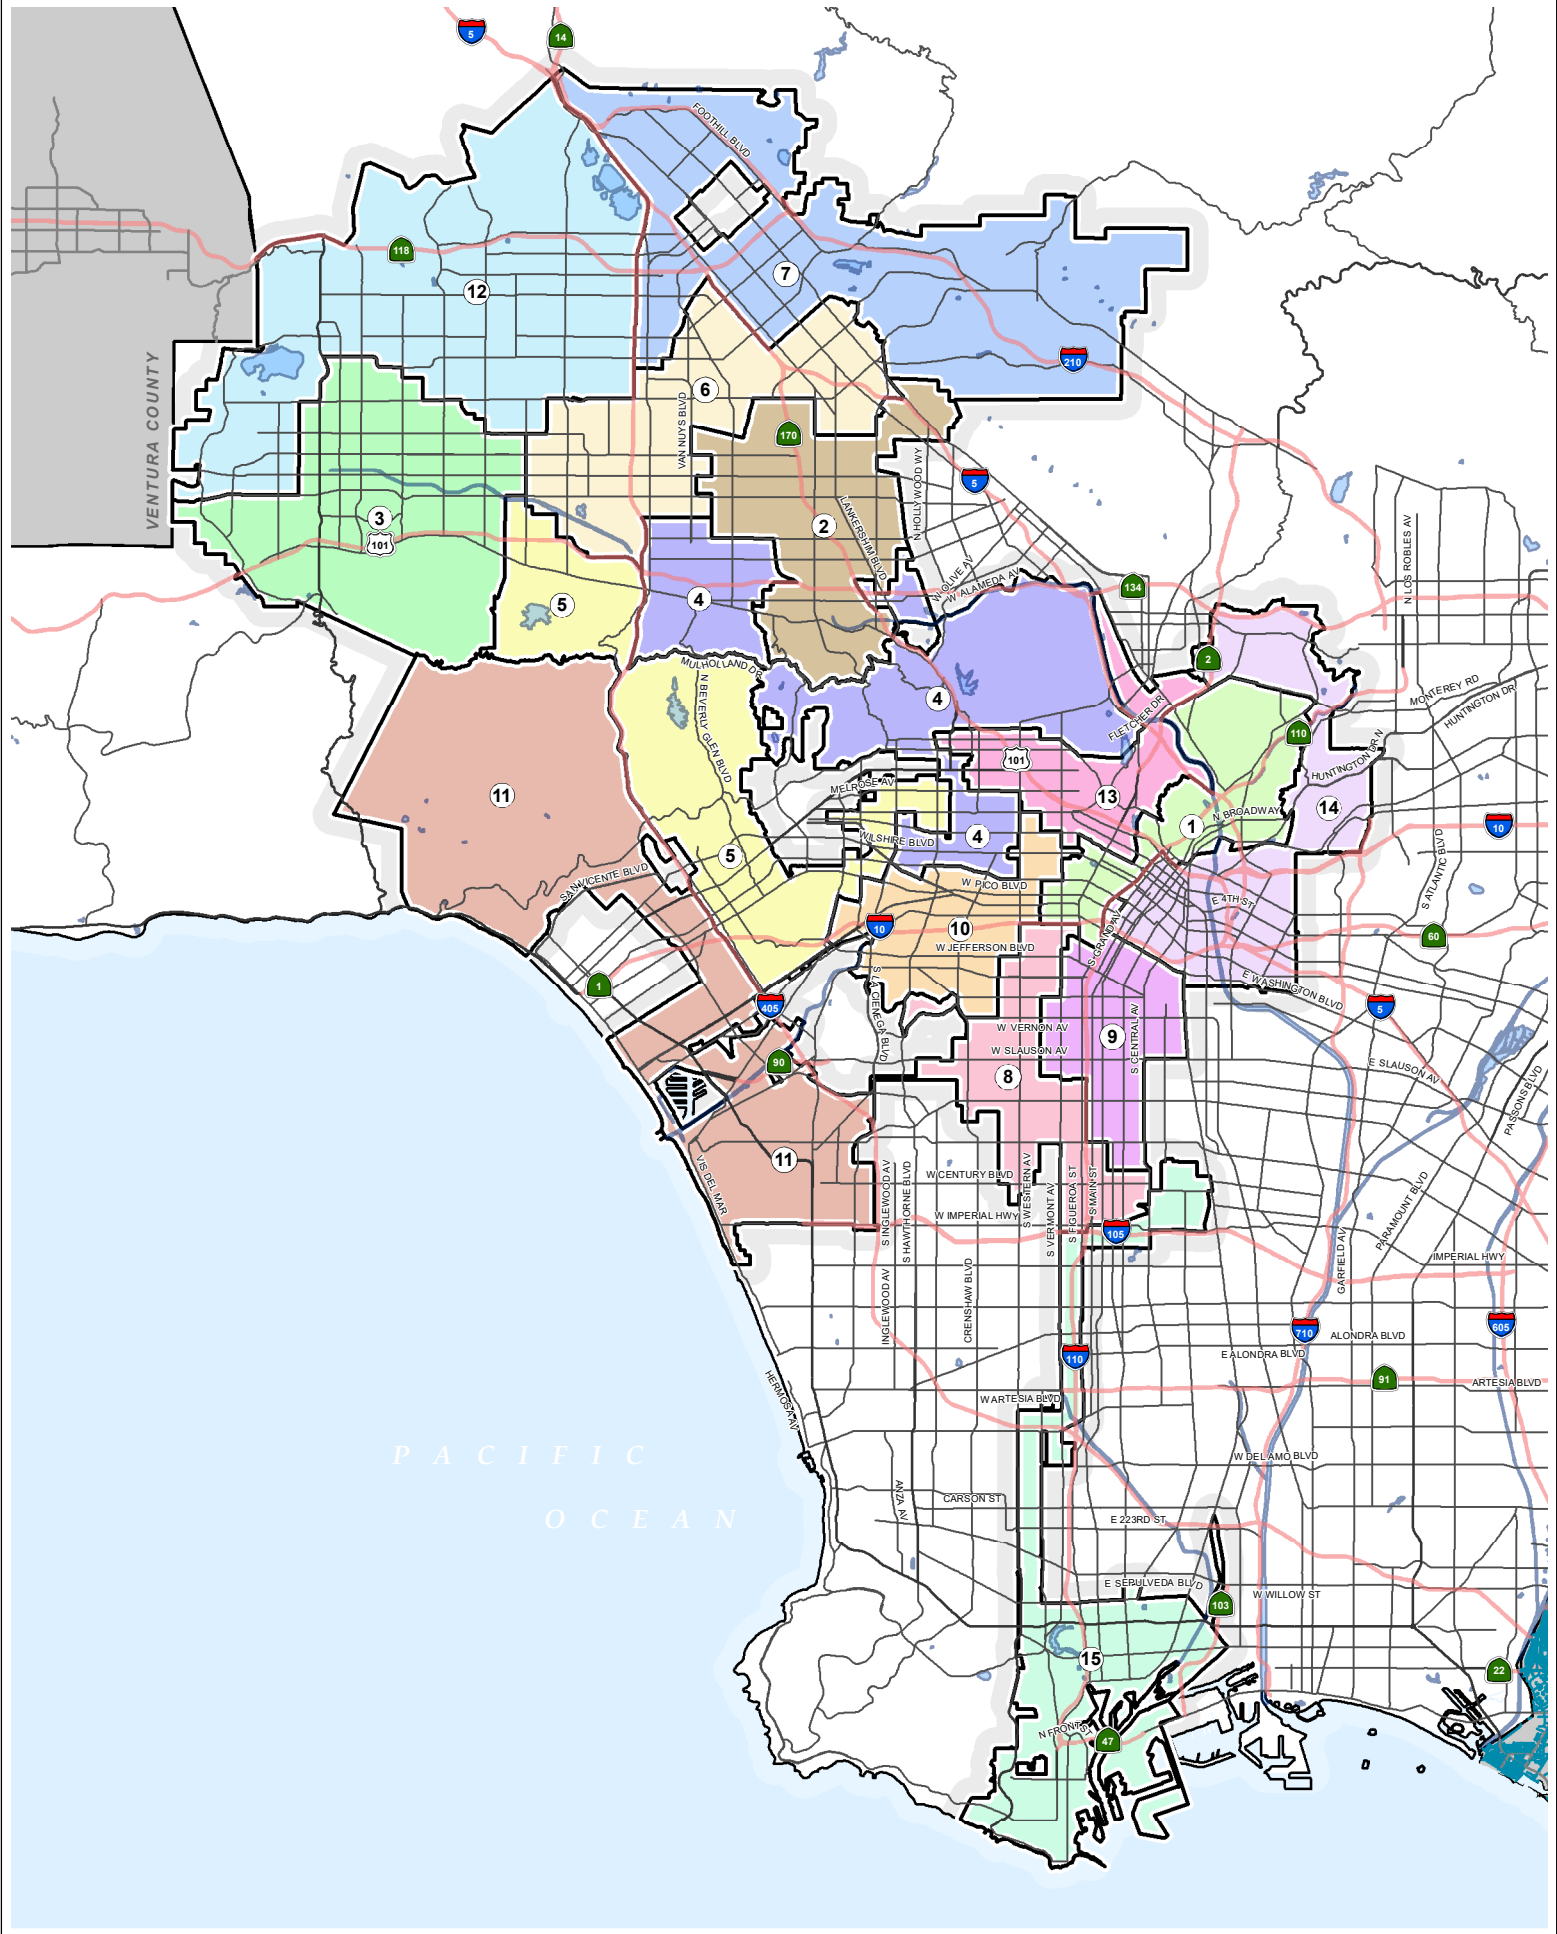 5
14
FOOTHILL BLVD
118
12
7
210
VENTURA COUNTY
6
VAN NUYS BLVD
170
5
N HOLLYWOOD WY
LANKERSHIM BLVD
2
3
101
W OLIVE AV
W ALAMEDA AV
134
N LOS ROBLES AV
5
4
2
MULHOLLAND DR
N BEVERLY GLEN BLVD
4
FLETCHER DR
MONTEREY RD
HUNTINGTON DR
110
HUNTINGTON DR N
101
11
MELROSE AV
13
14
N BROADWAY
1
10
WILSHIRE BLVD
4
5
S ATLANTIC BLVD
SAN VICENTE BLVD
W PICO BLVD
E 4TH ST
10
10
S GRAND AV
60
W JEFFERSON BLVD
1
S LA CIENEGA BLVD
E WASHINGTON BLVD
405
5
W VERNON AV
9
S CENTRAL AV
W SLAUSON AV
90
8
E SLAUSON AV
PASSONS BLVD
11
VIS DEL MAR
W CENTURY BLVD
S INGLEWOOD AV
S HAWTHORNE BLVD
S WESTERN AV
S VERMONT AV
S FIGUEROA ST
S MAIN ST
W IMPERIAL HWY
105
PARAMOUNT BLVD
GARFIELD AV
IMPERIAL HWY
INGLEWOOD AV
CRENSHAW BLVD
710
605
ALONDRA BLVD
E ALONDRA BLVD
110
91
ARTESIA BLVD
HERMOSA AV
W ARTESIA BLVD
PACIFIC
W DEL AMO BLVD
ANZA AV
CARSON ST
OCEAN
E 223RD ST
E SEPULVEDA BLVD
W WILLOW ST
103
15
22
N FRONT ST
47